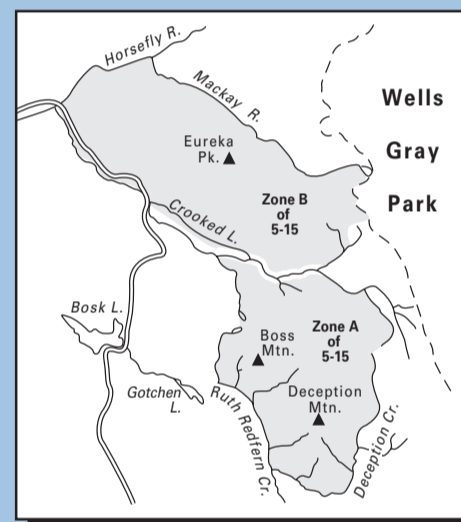 Horsefly R.
Mackay R.
Wells
Gray
Park
Eureka
Pk.
Zone B
of
5-15
Crooked L.
Bosk L.
Zone A
of
5-15
Boss
Mtn.
Gotchen
L.
Ruth Redfern Cr.
Deception
Mtn.
Deception Cr.